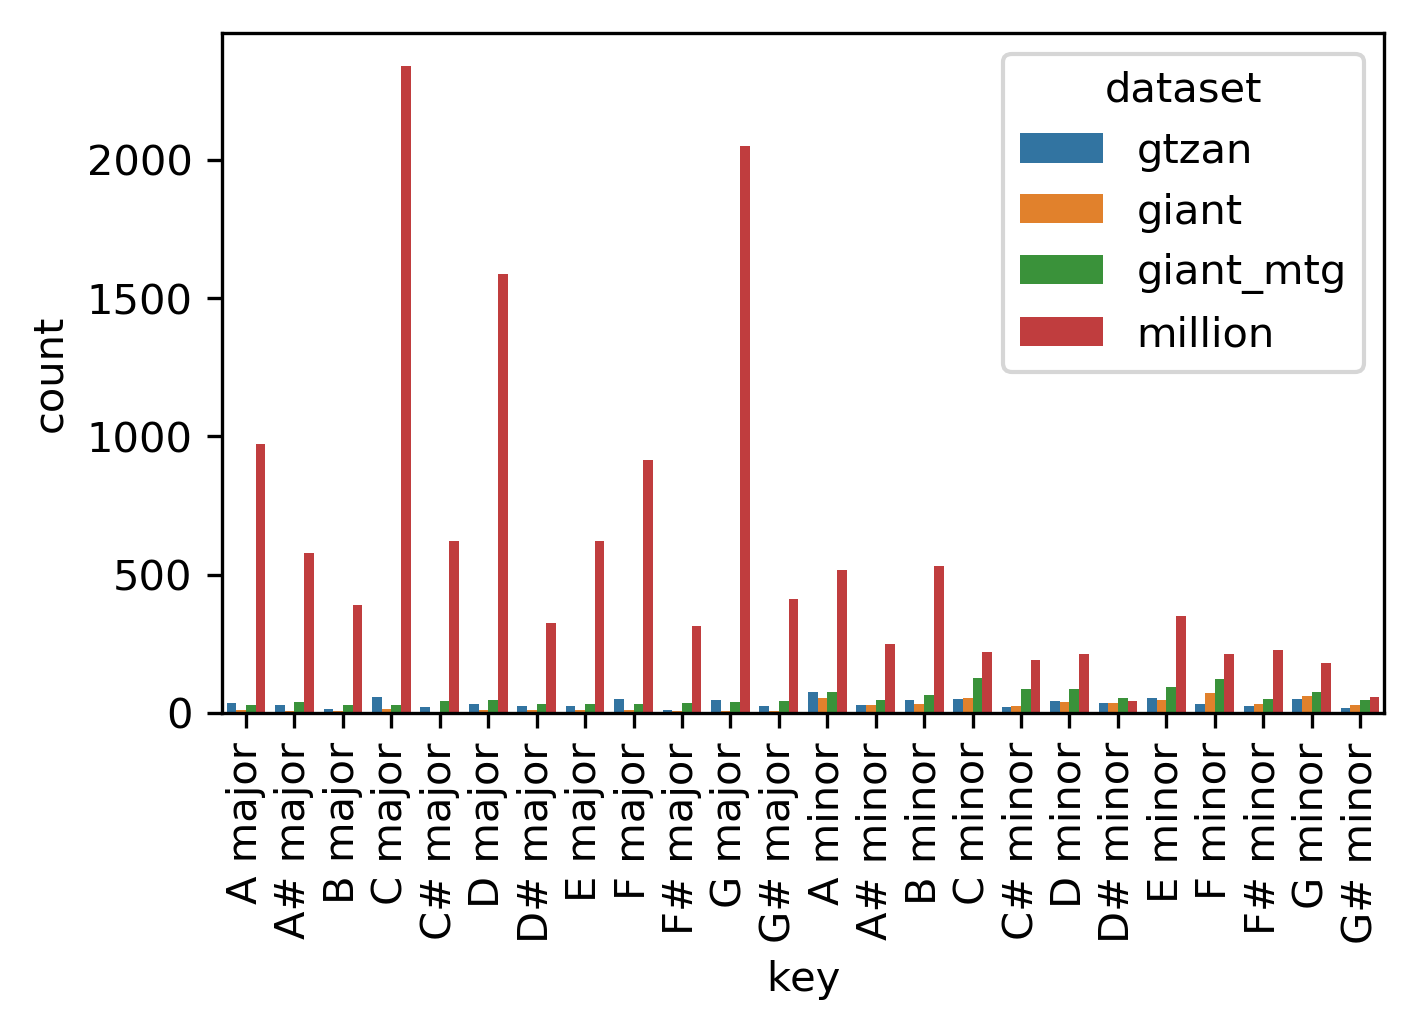 dataset
gtzan
giant
giant_mtg
million
count
2000
1500
1000
500
0
A major
A# major
B major
C major
C# major
D major
D# major
E major
F major
F# major
G major
G# major
A minor
A# minor
B minor
C minor
C# minor
D minor
D# minor
E minor
F minor
F# minor
G minor
G# minor
key